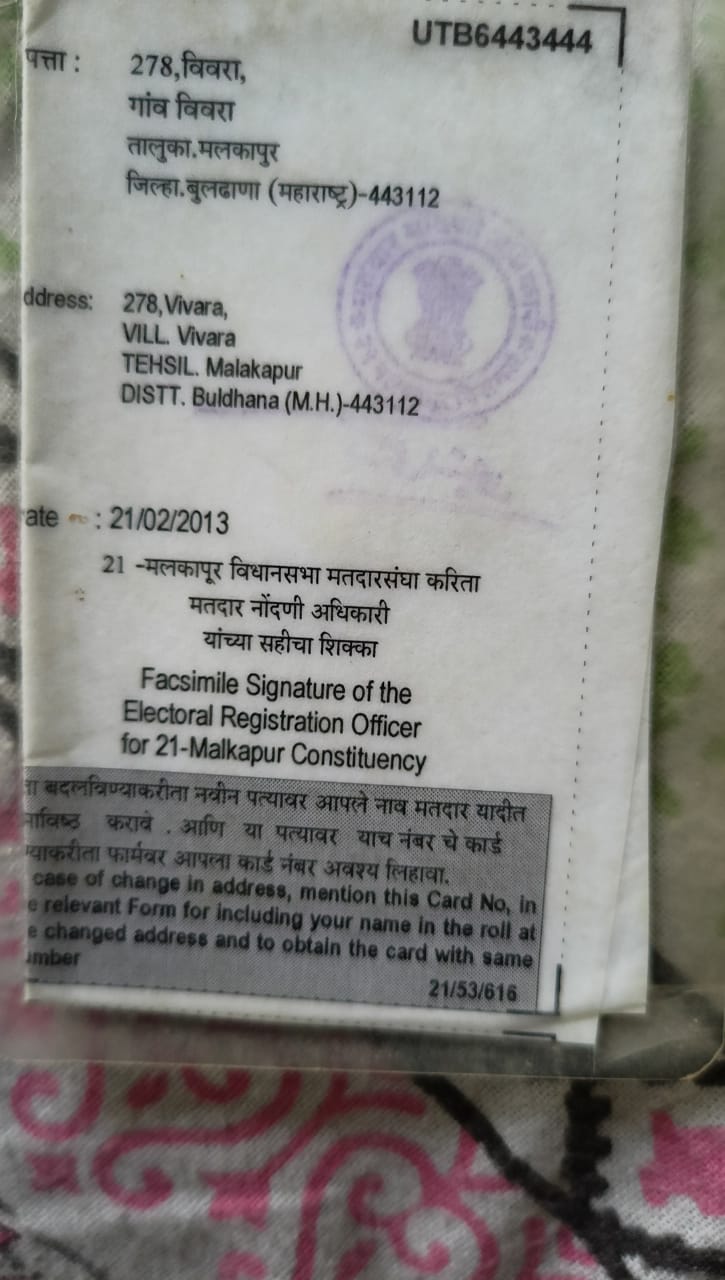 UTB6443444
पत्ता : 278,विवरा,
गांव विवरा
तालुका.मलकापुर
जिल्हा.बुलढाणा (महाराष्ट्र)-443112
ddress: 278,Vivara,
VILL. Vivara
TEHSIL. Malakapur
DISTT. Buldhana (M.H.)-443112
ate : 21/02/2013
21 -मलकापूर विधानसभा मतदारसंघा करिता
मतदार नोंदणी अधिकारी
यांच्या सहीचा शिक्का
Facsimile Signature of the
Electoral Registration Officer
for 21-Malkapur Constituency
ा बदलविण्याकरीता नवीन पत्यावर आपले नाव मतदार यादीत
ाविष्ठ करावे . आणि या पत्यावर याच नंबर चे कार्ड
याकरीता फार्मवर आपला कार्ड नंबर अवश्य लिहावा.
case of change in address, mention this Card No, in
e relevant Form for including your name in the roll at
e changed address and to obtain the card with same
umber
21/53/616